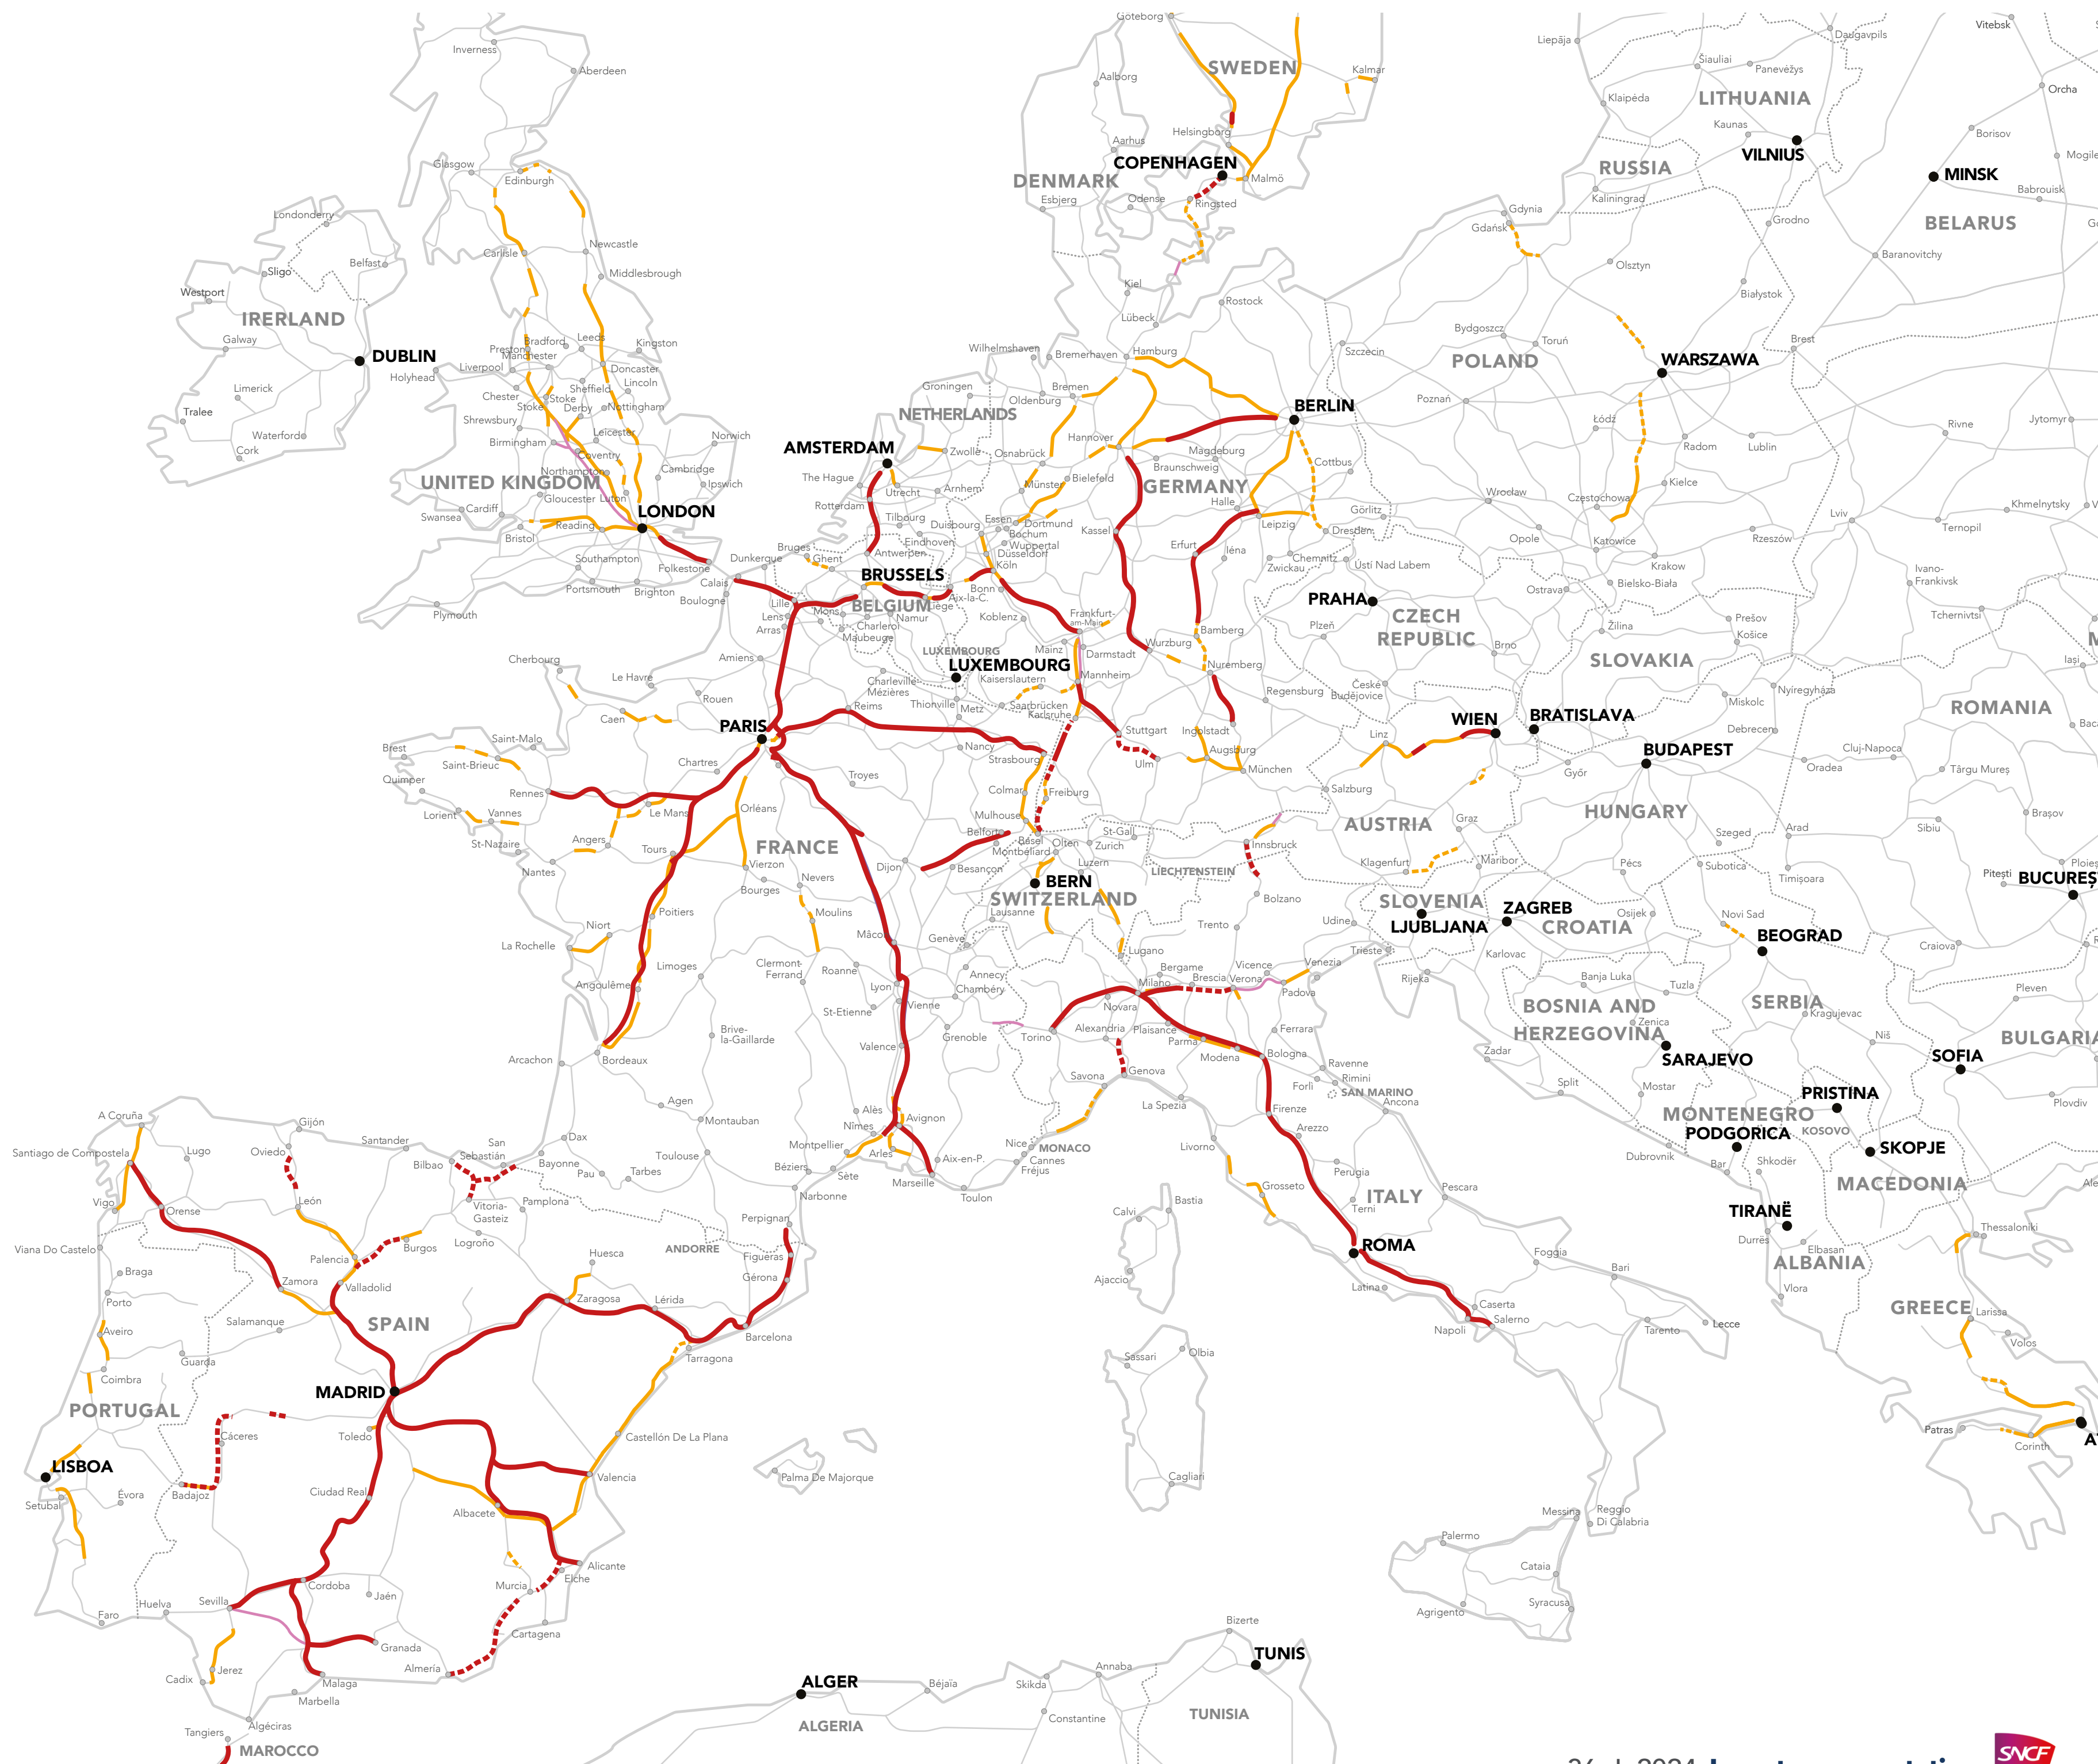 Göteborg
Inverness
Aberdeen
SWEDEN
Kalmar
Aalborg
Liepāja
Daugavpils
Vitebsk
Šiauliai
Panevėžys
Orcha
LITHUANIA
Klaipėda
Kaunas
Borisov
Helsingborg
Aarhus
VILNIUS
Mogile
Glasgow
Edinburgh
COPENHAGEN
DENMARK
Malmö
RUSSIA
MINSK
Babrouisk
Esbjerg
Odense
Ringsted
Kaliningrad
Gdynia
Gdańsk
Grodno
BELARUS
Londonderry
Newcastle
Carlisle
Belfast
Sligo
Middlesbrough
Olsztyn
Baranovitchy
Westport
Kiel
Białystok
IRERLAND
Rostock
Lübeck
Galway
DUBLIN
Holyhead
Preston
Bradford
Leeds
Kingston
Manchester
Liverpool
Doncaster
Wilhelmshaven
Bremerhaven
Hamburg
Szczecin
Bydgoszcz
Toruń
POLAND
WARSZAWA
Brest
Limerick
Chester
Sheffield
Lincoln
Groningen
Bremen
Oldenburg
Stoke
Stoke
Derby
Nottingham
Tralee
NETHERLANDS
BERLIN
Poznań
Łódź
Jytomyr
Shrewsbury
Waterford
Cork
Birmingham
Leicester
Norwich
Coventry
AMSTERDAM
Zwolle
Osnabrück
Hannover
Magdeburg
Braunschweig
Cottbus
Radom
Lublin
Rivne
Northampton
Cambridge
UNITED KINGDOM
Ipswich
The Hague
Utrecht
Arnhem
Münster
Bielefeld
GERMANY
Kielce
Gloucester
Luton
Wrocław
Częstochowa
Khmelnytsky
Cardiff
Swansea
LONDON
Rotterdam
Halle
Leipzig
Görlitz
Lviv
Ternopil
Reading
Bristol
Tilbourg
Duisbourg
Essen
Dortmund
Bochum
Wuppertal
Kassel
Dresden
Eindhoven
Düsseldorf
Opole
Katowice
Rzeszów
Southampton
Folkestone
Dunkerque
Bruges
Ghent
Antwerpen
Köln
Erfurt
Iéna
Chemnitz
Zwickau
Ústi Nad Labem
Krakow
Portsmouth
Brighton
Calais
Boulogne
BRUSSELS
Aix-la-C.
Bonn
Ostrava
Bielsko-Biała
Ivano-
Frankivsk
Plymouth
Lille
Lens
Arras
Mons
BELGIUM
Liège
Namur
Charleroi
Maubeuge
Koblenz
Frankfurt
-am-Main
PRAHA
CZECH
REPUBLIC
Tchernivtsi
Bamberg
Plzeň
Žilina
Prešov
Košice
Amiens
LUXEMBOURG
LUXEMBOURG
Mainz
Darmstadt
Wurzburg
Nuremberg
Brno
SLOVAKIA
Iași
Cherbourg
Le Havre
Rouen
Charleville-
Mézières
Kaiserslautern
Mannheim
České
Budějovice
Miskolc
Nyíregyháza
Caen
Reims
Thionville
Metz
Saarbrücken
Karlsruhe
Regensburg
ROMANIA
PARIS
WIEN
BRATISLAVA
Brest
Saint-Malo
Saint-Brieuc
Nancy
Strasbourg
Stuttgart
Ulm
Ingolstadt
Augsburg
München
Linz
BUDAPEST
Debrecen
Cluj-Napoca
Bac
Chartres
Troyes
Győr
Oradea
Târgu Mureș
Quimper
Rennes
Colmar
Freiburg
Salzburg
HUNGARY
Lorient
Vannes
Le Mans
Orléans
Mulhouse
Brașov
St-Nazaire
Angers
Belfort
Montbéliard
Basel
Olten
St-Gall
Zurich
AUSTRIA
Graz
Szeged
Arad
Sibiu
Nantes
Tours
FRANCE
Dijon
Besançon
Luzern
Innsbruck
Klagenfurt
Maribor
Pécs
Subotica
Timișoara
Ploieș
Vierzon
Bourges
Nevers
BERN
SWITZERLAND
LIECHTENSTEIN
Pitești
BUCUREȘ
Bolzano
SLOVENIA
LJUBLJANA
ZAGREB
CROATIA
Osijek
Novi Sad
Poitiers
Moulins
Lausanne
Trento
Udine
BEOGRAD
Niort
La Rochelle
Mâcon
Genève
Lugano
Trieste
Karlovac
Craiova
Clermont-
Ferrand
Roanne
Annecy
Bergame
Brescia
Vicence
Verona
Venezia
Rijeka
Banja Luka
Tuzla
Limoges
Angoulême
Lyon
Vienne
Chambéry
Milano
Novara
Padova
BOSNIA AND
HERZEGOVINA
Zenica
SERBIA
Kragujevac
Pleven
St-Etienne
Brive-
la-Gaillarde
Grenoble
Torino
Alexandria
Plaisance
Parma
Ferrara
Niš
BULGARIA
Arcachon
Bordeaux
Valence
Modena
Bologna
Zadar
SARAJEVO
SOFIA
Savona
Genova
Ravenne
Forlì
Rimini
SAN MARINO
Split
Mostar
PRISTINA
Agen
Montauban
Alès
Nîmes
Avignon
La Spezia
Firenze
Ancona
MONTENEGRO
KOSOVO
Plovdiv
A Coruña
Gijón
Santander
San
Sebastián
Dax
Bayonne
Montpellier
Arles
Aix-en-P.
Nice
MONACO
Cannes
Fréjus
Livorno
Arezzo
Dubrovnik
PODGORICA
SKOPJE
Santiago de Compostela
Lugo
Oviedo
Bilbao
Pau
Tarbes
Toulouse
Béziers
Sète
Marseille
Toulon
Perugia
Bar
Shkodër
MACEDONIA
Vigo
Orense
León
Vitoria-
Gasteiz
Pamplona
Narbonne
Bastia
Calvi
Grosseto
ITALY
Terni
Pescara
TIRANË
Durrës
Elbasan
Thessaloniki
Viana Do Castelo
Palencia
Burgos
Logroño
Perpignan
ANDORRE
Figueras
Huesca
ROMA
Foggia
ALBANIA
Braga
Porto
Zamora
Valladolid
Gérona
Ajaccio
Latina
Bari
Vlora
Zaragosa
Lérida
Caserta
Napoli
Salerno
GREECE
Larissa
Volos
Aveiro
Salamanque
SPAIN
Barcelona
Tarento
Lecce
Guarda
Coimbra
Tarragona
Sassari
Olbia
MADRID
PORTUGAL
Toledo
Cáceres
Castellón De La Plana
Patras
Corinth
LISBOA
Setubal
Évora
Badajoz
Ciudad Real
Valencia
Palma De Majorque
Cagliari
Albacete
Messina
Reggio
Di Calabria
Palermo
Cataia
Alicante
Elche
Murcia
Cordoba
Jaén
Sevilla
Huelva
Faro
Agrigento
Syracusa
Cartagena
Granada
Almería
Jerez
Cadix
Malaga
Marbella
Bizerte
TUNIS
ALGER
Béjaïa
Skikda
Annaba
Constantine
ALGERIA
TUNISIA
Algéciras
Tangiers
MAROCCO
SNCF